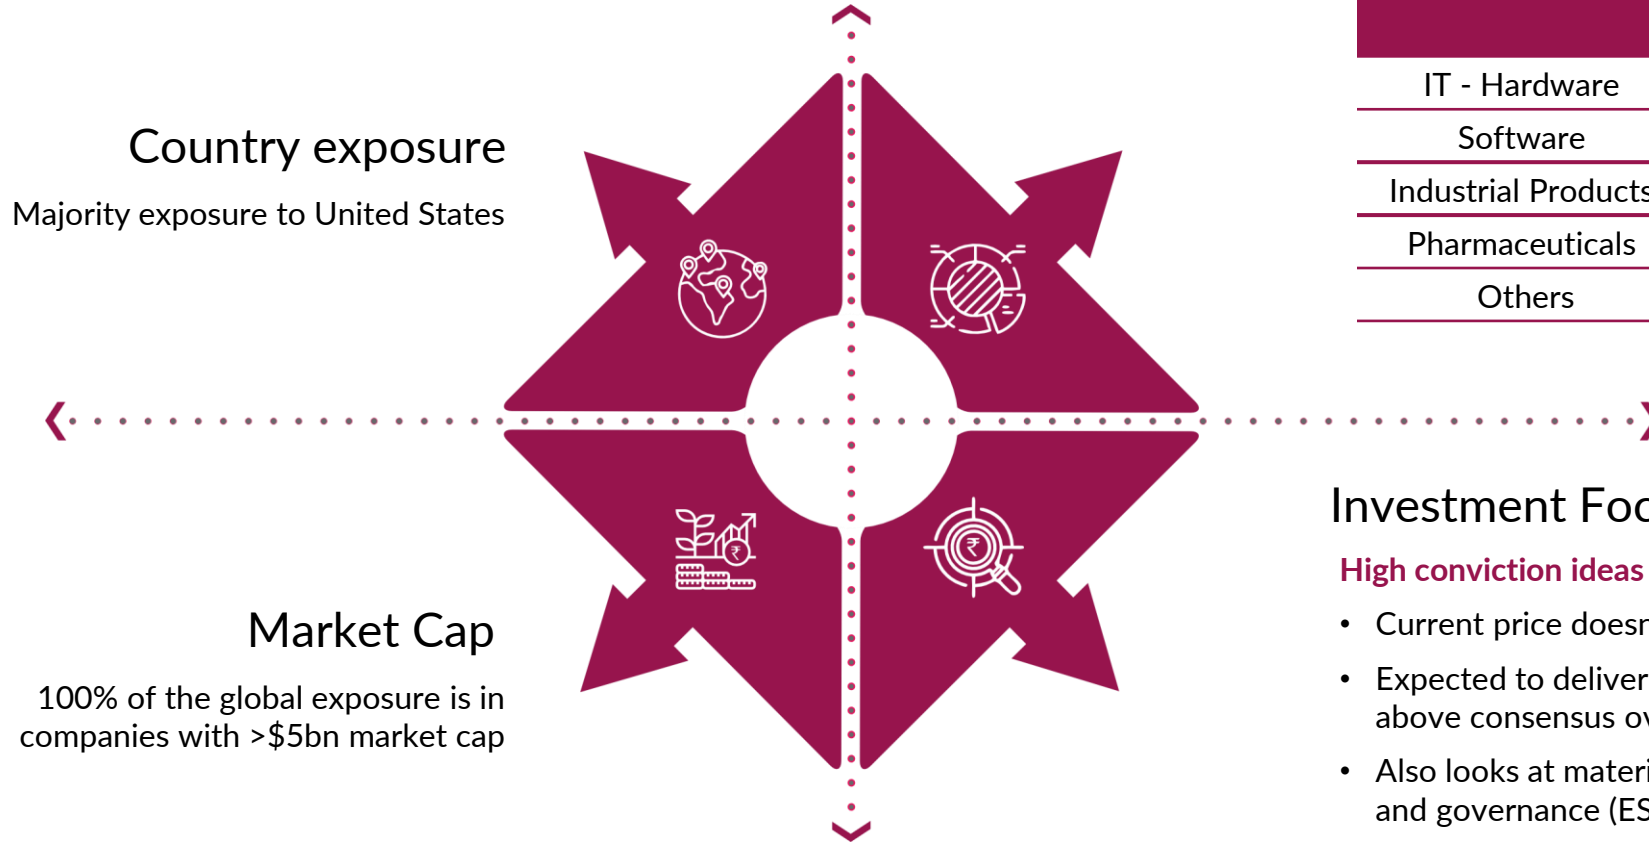 Country exposure
Majority exposure to United States
IT - Hardware
Software
Industrial Products
Pharmaceuticals
Others
Market Cap
100% of the global exposure is in
companies with >$5bn market cap
Investment
High conviction ideas
• Current price
• Expected to deliver
above consensus
• Also looks at
and governance
₹
₹